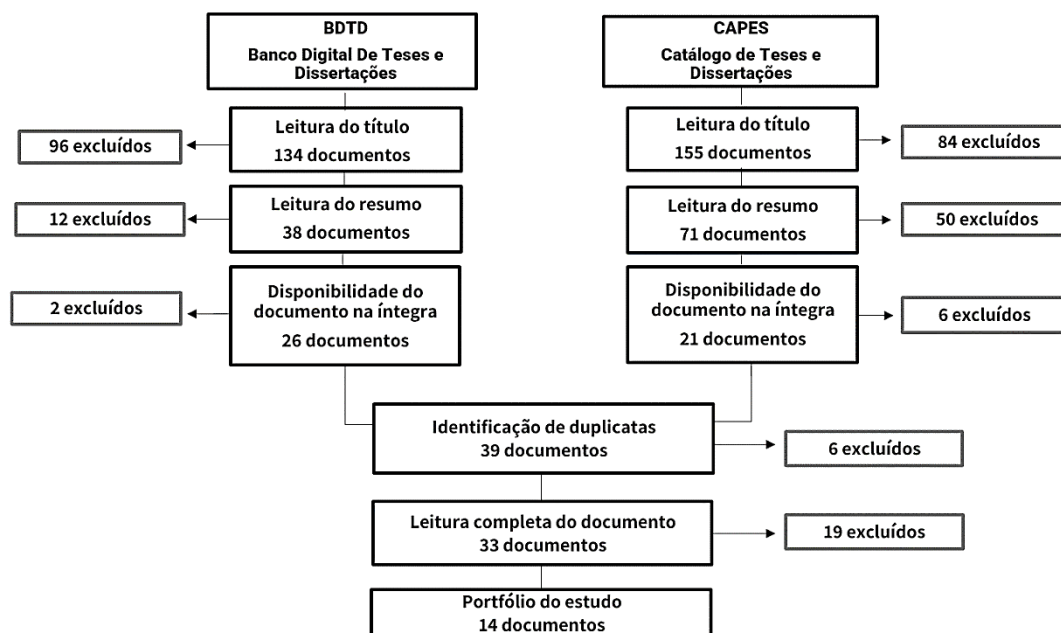 BDTD
Banco Digital De Teses e
Dissertações
CAPES
Catálogo de Teses e
Dissertações
96 excluídos
Leitura do título
134 documentos
Leitura do título
155 documentos
84 excluídos
12 excluídos
Leitura do resumo
38 documentos
Leitura do resumo
71 documentos
50 excluídos
2 excluídos
Disponibilidade do
documento na íntegra
26 documentos
Disponibilidade do
documento na íntegra
21 documentos
6 excluídos
Identificação de duplicatas
39 documentos
6 excluídos
Leitura completa do documento
33 documentos
19 excluídos
Portfólio do estudo
14 documentos